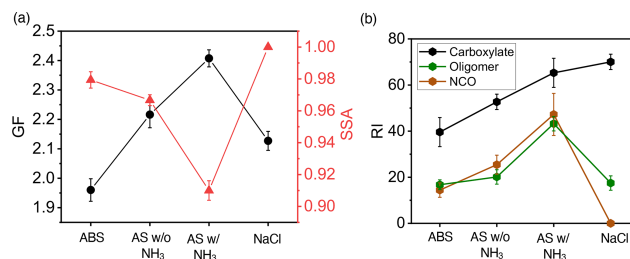 (a)
2.5
2.4
2.3
2.2
2.1
2.0
1.9
GF
1.00
0.98
0.96
0.94
0.92
0.90
SSA
ABS
AS w/o
NH₃
AS w/
NH₃
NaCl
(b)
80
60
40
20
0
RI
Carboxylate
Oligomer
NCO
ABS
AS w/o
NH₃
AS w/
NH₃
NaCl